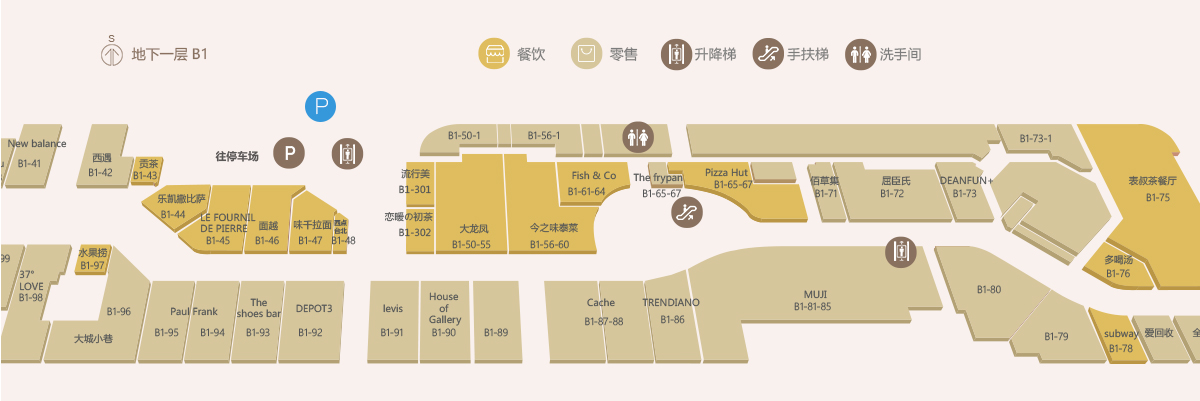 S
地下一层 B1
餐饮
零售
升降梯
手扶梯
洗手间
P
往停车场
P
New balance
B1-41
西遇
B1-42
贡茶
B1-43
乐凯撒比萨
B1-44
LE FOURNIL
DE PIERRE
B1-45
面越
B1-46
味千拉面
B1-47
西点
台北
B1-48
流行美
B1-301
恋暖の初茶
B1-302
B1-50-1
B1-56-1
大龙凤
B1-50-55
今之味泰菜
B1-56-60
Fish & Co
B1-61-64
The frypan
B1-65-67
Pizza Hut
B1-65-67
佰草集
B1-71
屈臣氏
B1-72
DEANFUN+
B1-73
B1-73-1
表叔茶餐厅
B1-75
多喝汤
B1-76
99
37°
LOVE
B1-98
水果捞
B1-97
B1-96
大城小巷
Paul Frank
B1-95
B1-94
The
shoes bar
B1-93
DEPOT3
B1-92
levis
B1-91
House
of
Gallery
B1-90
B1-89
Cache
B1-87-88
TRENDIANO
B1-86
MUJI
B1-81-85
B1-80
B1-79
subway
B1-78
爱回收
全